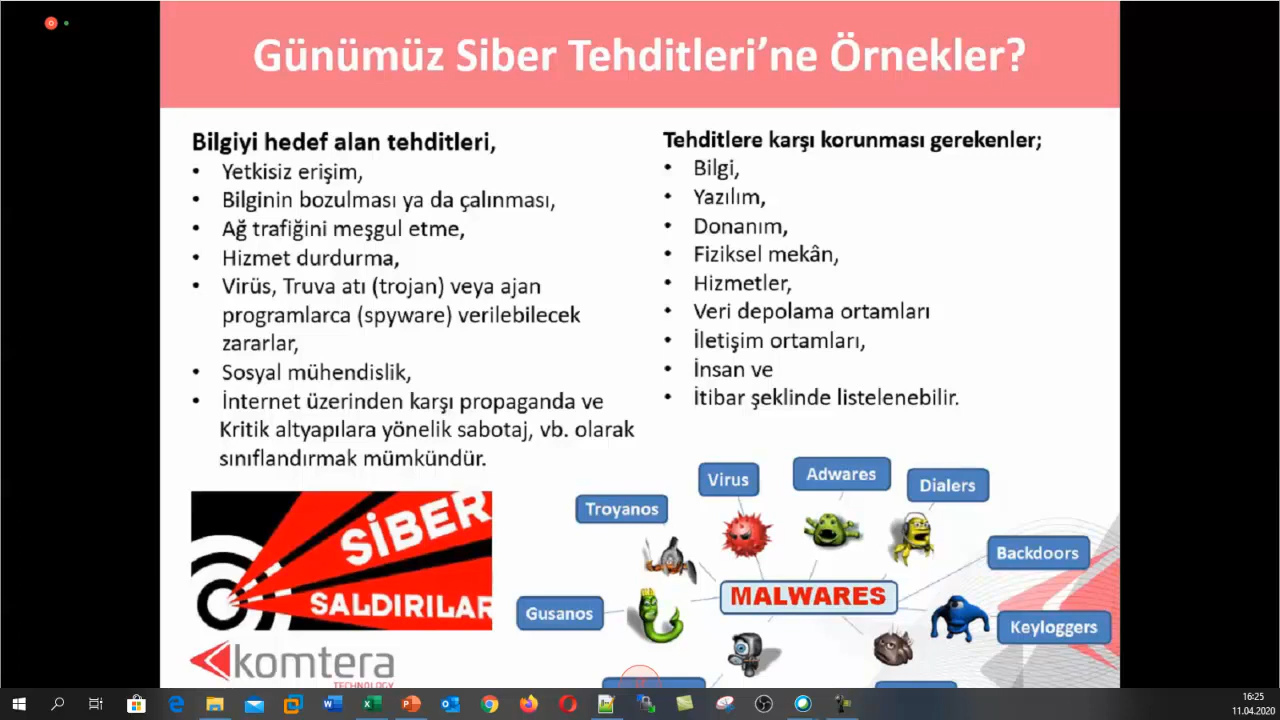 Günümüz Siber Tehditleri’ne Örnekler?
Bilgiyi hedef alan tehditleri,
• Yetkisiz erişim,
• Bilginin bozulması ya da çalınması,
• Ağ trafiğini meşgul etme,
• Hizmet durdurma,
• Virüs, Truva atı (trojan) veya ajan
programlarca (spyware) verilebilecek
zararlar,
• Sosyal mühendislik,
• İnternet üzerinden karşı propaganda ve
Kritik altyapılara yönelik sabotaj, vb. olarak
sınıflandırmak mümkündür.
Tehditlere karşı korunması gerekenler;
• Bilgi,
• Yazılım,
• Donanım,
• Fiziksel mekân,
• Hizmetler,
• Veri depolama ortamları
• İletişim ortamları,
• İnsan ve
• İtibar şeklinde listelenebilir.
SİBER
SALDIRILAR
komtera
TECHNOLOGY
Virus
Adwares
Dialers
Troyanos
Backdoors
MALWARES
Gusanos
Keyloggers
16:25
11.04.2020